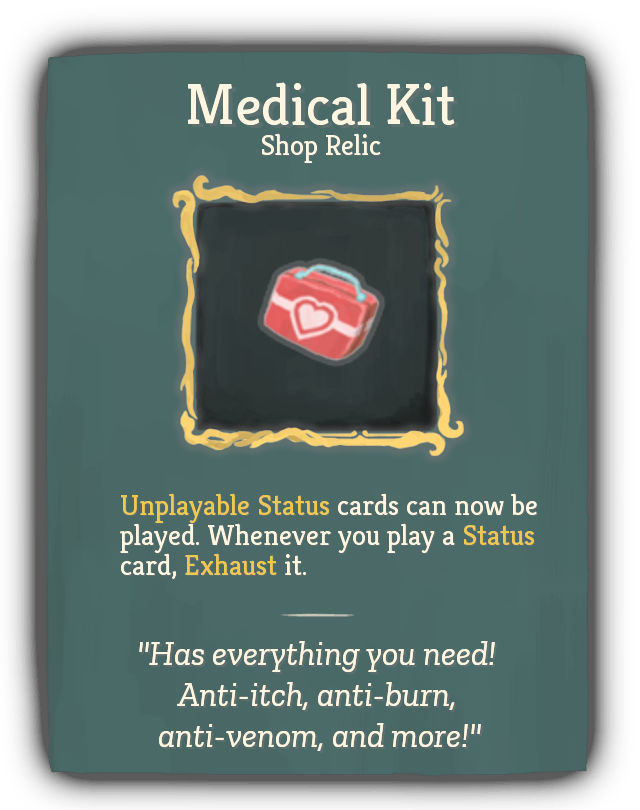 Medical Kit
Shop Relic
Unplayable Status cards can now be
played. Whenever you play a Status
card, Exhaust it.
"Has everything you need!
Anti-itch, anti-burn,
anti-venom, and more!"